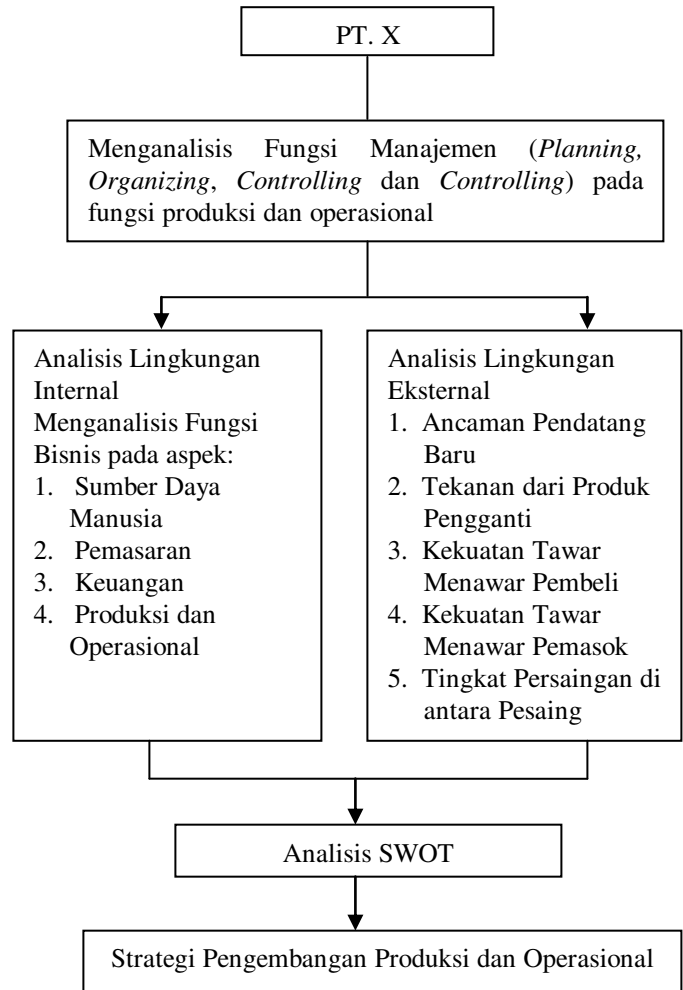 PT. X
Menganalisis Fungsi Manajemen (Planning,
Organizing, Controlling dan Controlling) pada
fungsi produksi dan operasional
Analisis Lingkungan
Internal
Menganalisis Fungsi
Bisnis pada aspek:
1. Sumber Daya
Manusia
2. Pemasaran
3. Keuangan
4. Produksi dan
Operasional
Analisis Lingkungan
Eksternal
1. Ancaman Pendatang
Baru
2. Tekanan dari Produk
Pengganti
3. Kekuatan Tawar
Menawar Pembeli
4. Kekuatan Tawar
Menawar Pemasok
5. Tingkat Persaingan di
antara Pesaing
Analisis SWOT
Strategi Pengembangan Produksi dan Operasional